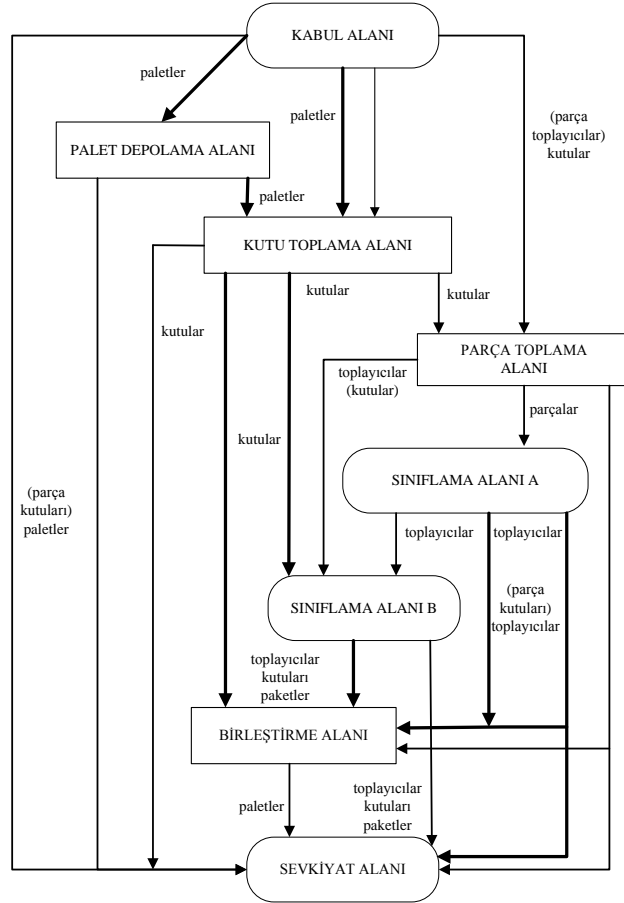 KABUL ALANI
paletler
paletler
(parça
toplayıcılar)
kutular
PALET DEPOLAMA ALANI
paletler
KUTU TOPLAMA ALANI
kutular
kutular
kutular
PARÇA TOPLAMA
ALANI
toplayıcılar
(kutular)
parçalar
kutular
SINIFLAMA ALANI A
(parça
kutuları)
paletler
toplayıcılar
toplayıcılar
(parça
kutuları)
toplayıcılar
SINIFLAMA ALANI B
toplayıcılar
kutuları
paketler
BİRLEŞTİRME ALANI
paletler
toplayıcılar
kutuları
paketler
SEVKİYAT ALANI